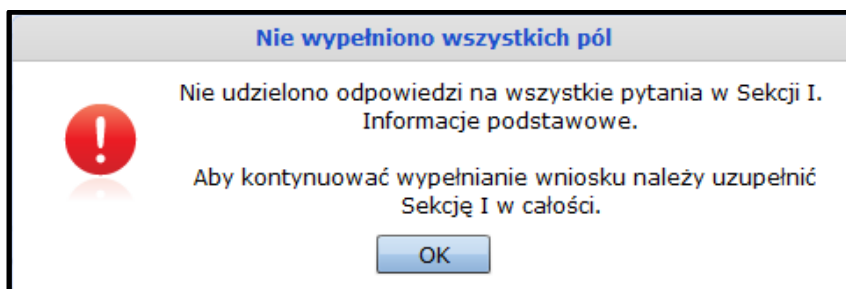 Nie wypełniono wszystkich pól
Nie udzielono odpowiedzi na wszystkie pytania w Sekcji I.
Informacje podstawowe.
Aby kontynuować wypełnianie wniosku należy uzupełnić
Sekcję I w całości.
OK